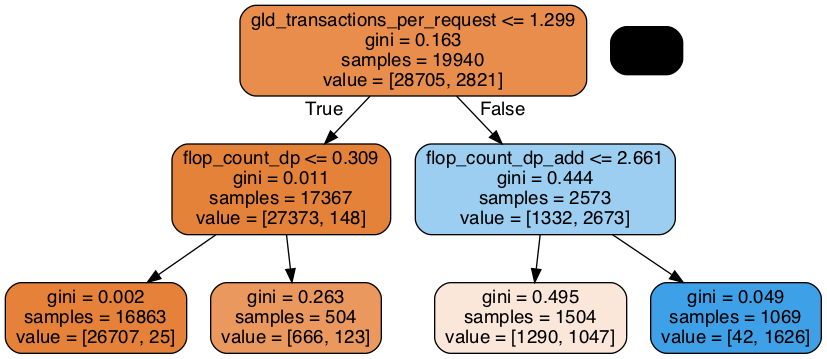 gld_transactions_per_request <= 1.299
gini = 0.163
samples = 19940
value = [28705, 2821]
True
False
flop_count_dp <= 0.309
gini = 0.011
samples = 17367
value = [27373, 148]
flop_count_dp_add <= 2.661
gini = 0.444
samples = 2573
value = [1332, 2673]
gini = 0.002
samples = 16863
value = [26707, 25]
gini = 0.263
samples = 504
value = [666, 123]
gini = 0.495
samples = 1504
value = [1290, 1047]
gini = 0.049
samples = 1069
value = [42, 1626]